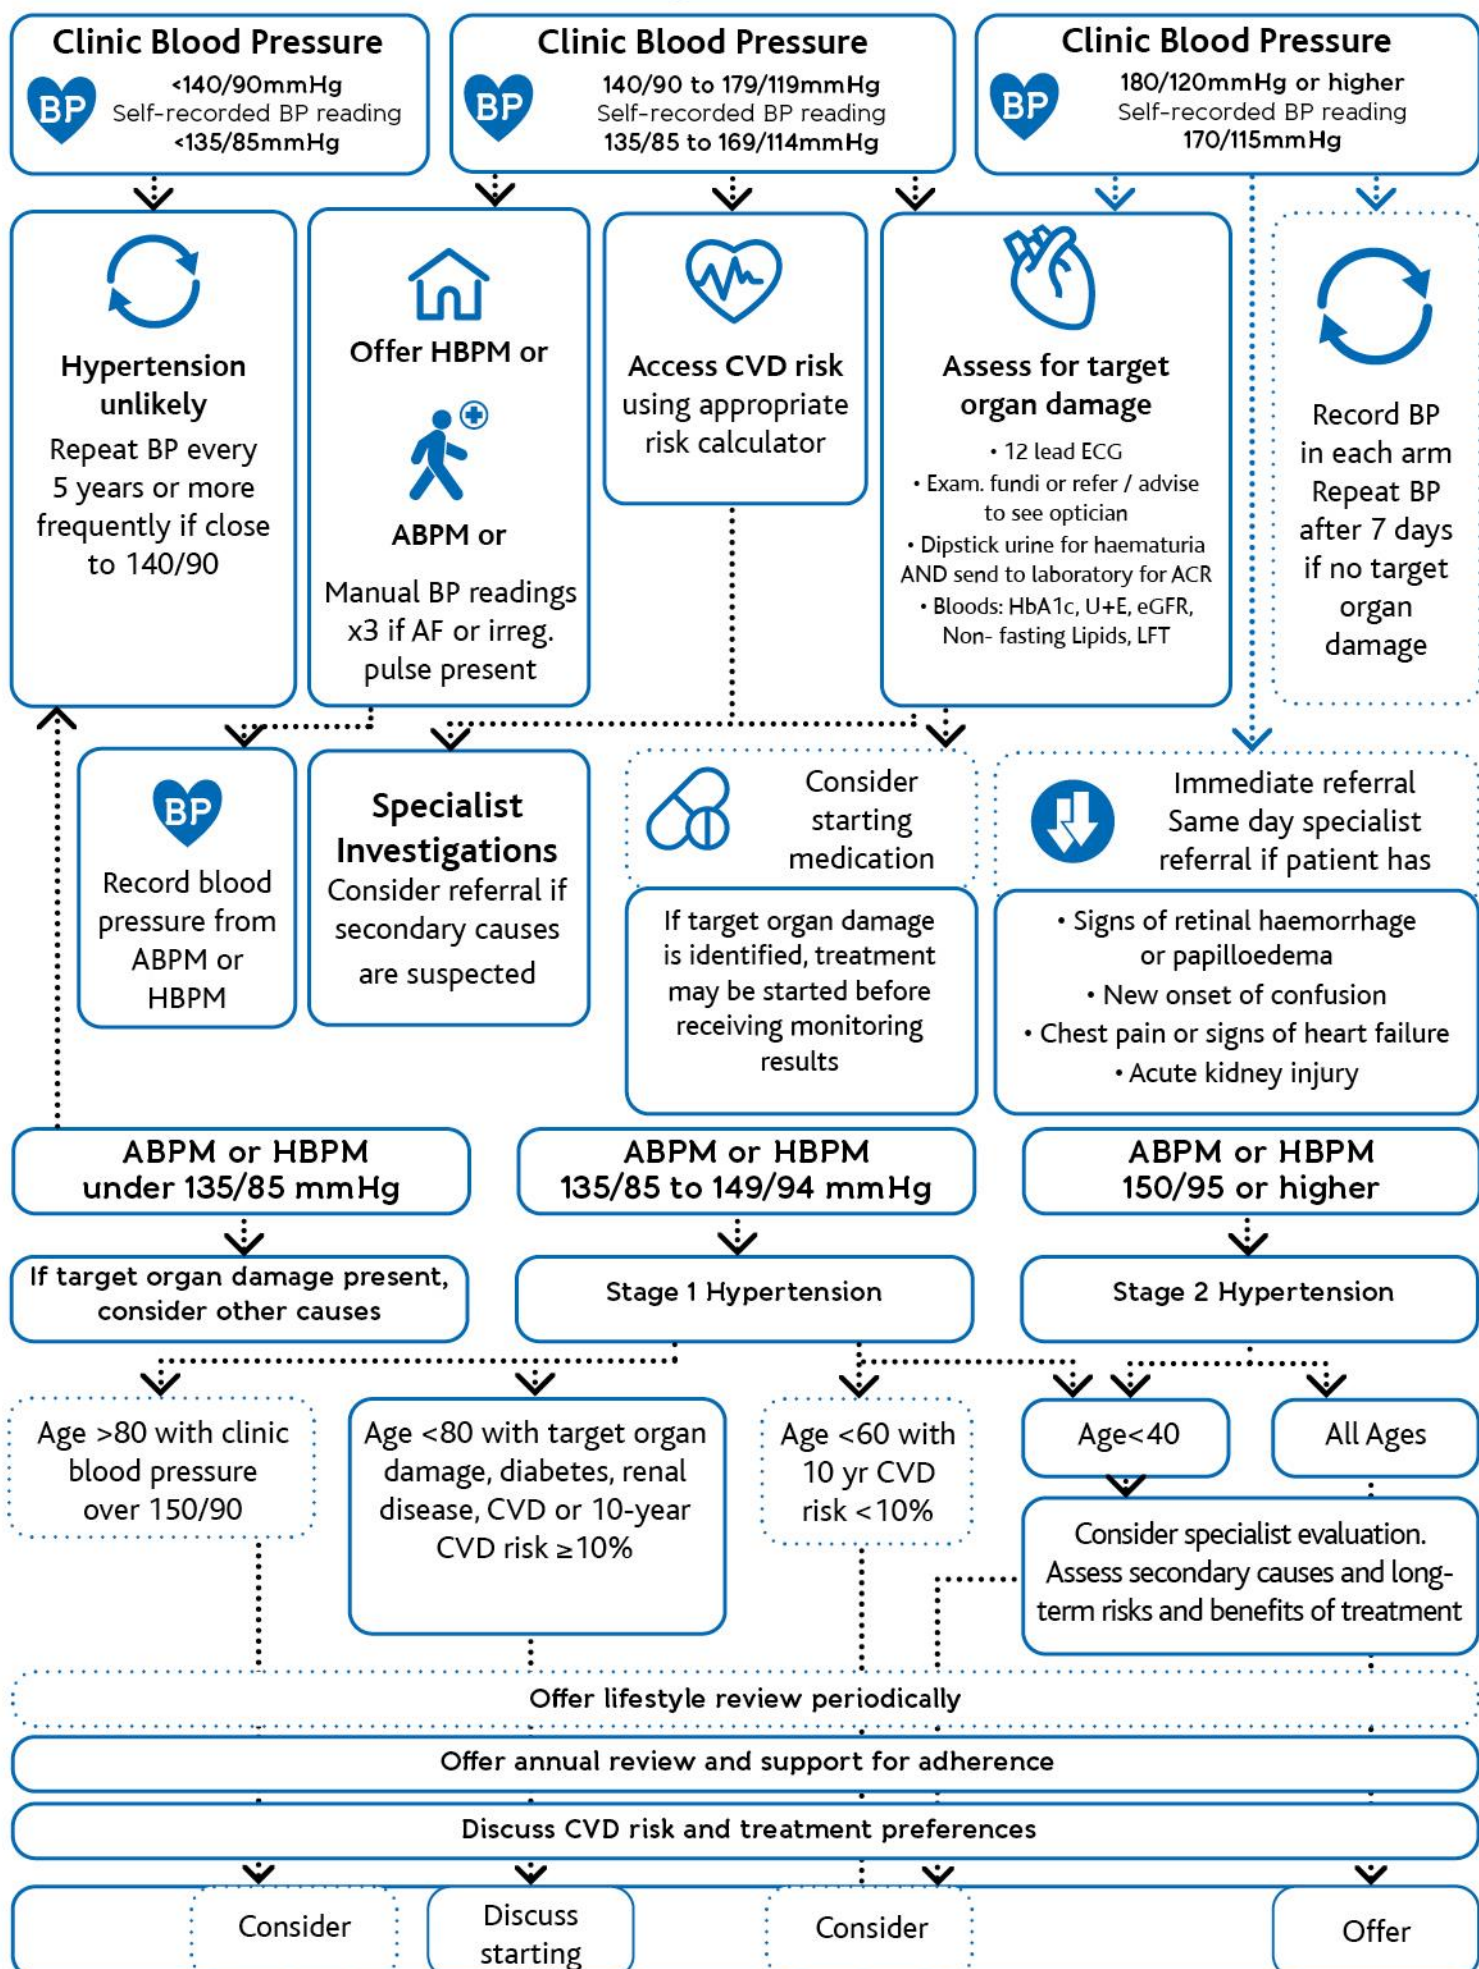 Clinic Blood Pressure
BP
<140/90mmHg
Self-recorded BP reading
<135/85mmHg
Clinic Blood Pressure
BP
140/90 to 179/119mmHg
Self-recorded BP reading
135/85 to 169/114mmHg
Clinic Blood Pressure
BP
180/120mmHg or higher
Self-recorded BP reading
170/115mmHg
Hypertension
unlikely
Repeat BP every
5 years or more
frequently if close
to 140/90
Offer HBPM or
ABPM or
Manual BP readings
x3 if AF or irreg.
pulse present
Access CVD risk
using appropriate
risk calculator
Assess for target
organ damage
• 12 lead ECG
• Exam. fundi or refer / advise
to see optician
• Dipstick urine for haematuria
AND send to laboratory for ACR
• Bloods: HbA1c, U+E, eGFR,
Non- fasting Lipids, LFT
Record BP
in each arm
Repeat BP
after 7 days
if no target
organ
damage
BP
Record blood
pressure from
ABPM or
HBPM
Specialist
Investigations
Consider referral if
secondary causes
are suspected
Consider
starting
medication
If target organ damage
is identified, treatment
may be started before
receiving monitoring
results
Immediate referral
Same day specialist
referral if patient has
• Signs of retinal haemorrhage
or papilloedema
• New onset of confusion
• Chest pain or signs of heart failure
• Acute kidney injury
ABPM or HBPM
under 135/85 mmHg
ABPM or HBPM
135/85 to 149/94 mmHg
ABPM or HBPM
150/95 or higher
If target organ damage present,
consider other causes
Stage 1 Hypertension
Stage 2 Hypertension
Age >80 with clinic
blood pressure
over 150/90
Age <80 with target organ
damage, diabetes, renal
disease, CVD or 10-year
CVD risk ≥10%
Age <60 with
10 yr CVD
risk <10%
Age<40
All Ages
Consider specialist evaluation.
Assess secondary causes and long-
term risks and benefits of treatment
Offer lifestyle review periodically
Offer annual review and support for adherence
Discuss CVD risk and treatment preferences
Consider
Discuss
starting
Consider
Offer